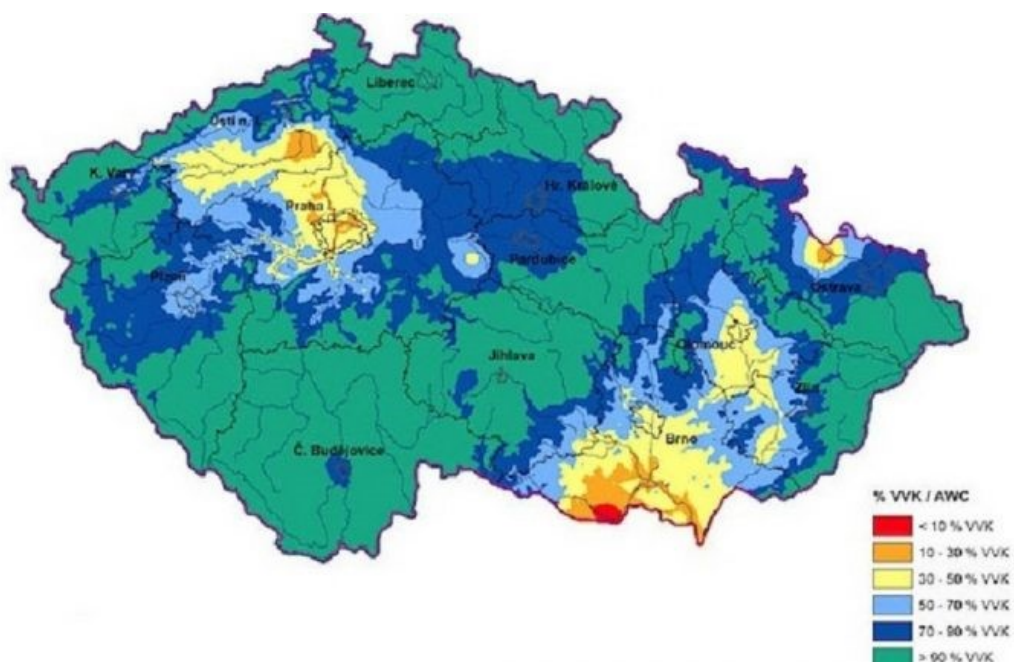 Liberec
Ústí n. L.
K. Vary
Hr. Králové
Praha
Pardubice
Plzeň
Ostrava
Olomouc
Jihlava
Zlín
Brno
Č. Budějovice
% VVK / AWC
< 10 % VVK
10 - 30 % VVK
30 - 50 % VVK
50 - 70 % VVK
70 - 90 % VVK
> 90 % VVK